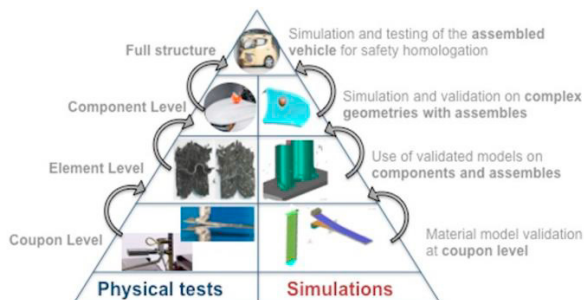 Simulation and testing of the assembled
Full structure
vehicle for safety homologation
Component Level
Simulation and validation on complex
geometries with assembles
Element Level
Use of validated models on
components and assembles
Coupon Level
Material model validation
at coupon level
Physical tests
Simulations